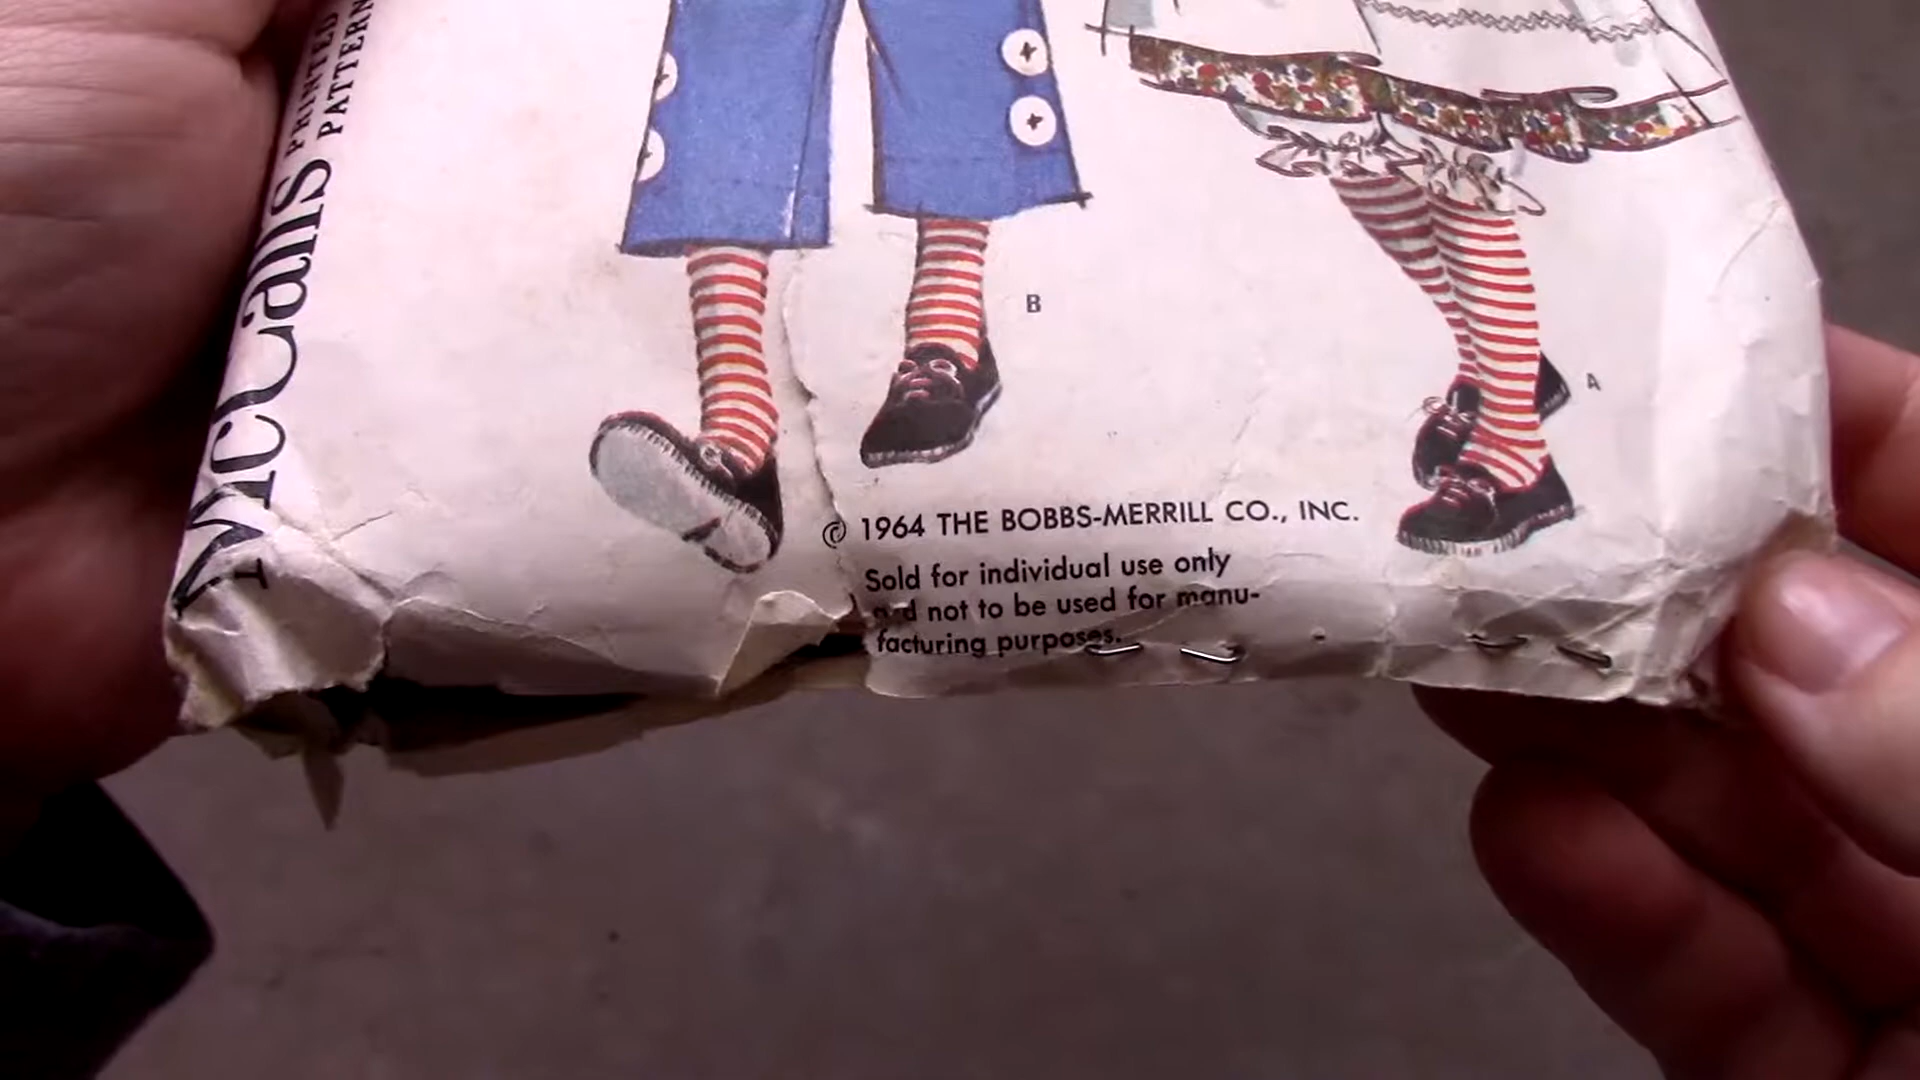 McCall's PRINTED
PATTERN
B
A
© 1964 THE BOBBS-MERRILL CO., INC.
Sold for individual use only
and not to be used for manu-
facturing purposes.